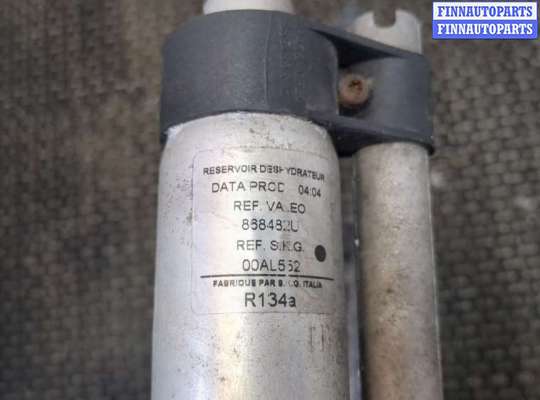 FINNAUTOPARTS
FINNAUTOPARTS
RESERVOIR DESHYDRATEUR
DATA PROD 04:04
REF. VALEO
868482U
REF. S.K.G.
00AL552
FABRIQUE PAR S.K.G. ITALIA
R134a